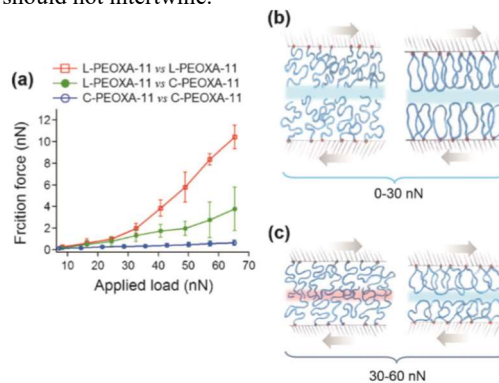 should not intertwine.
(a)
L-PEOXA-11 vs L-PEOXA-11
L-PEOXA-11 vs C-PEOXA-11
C-PEOXA-11 vs C-PEOXA-11
Frcition force (nN)
12
10
8
6
4
2
0
10 20 30 40 50 60 70
Applied load (nN)
(b)
0-30 nN
(c)
30-60 nN